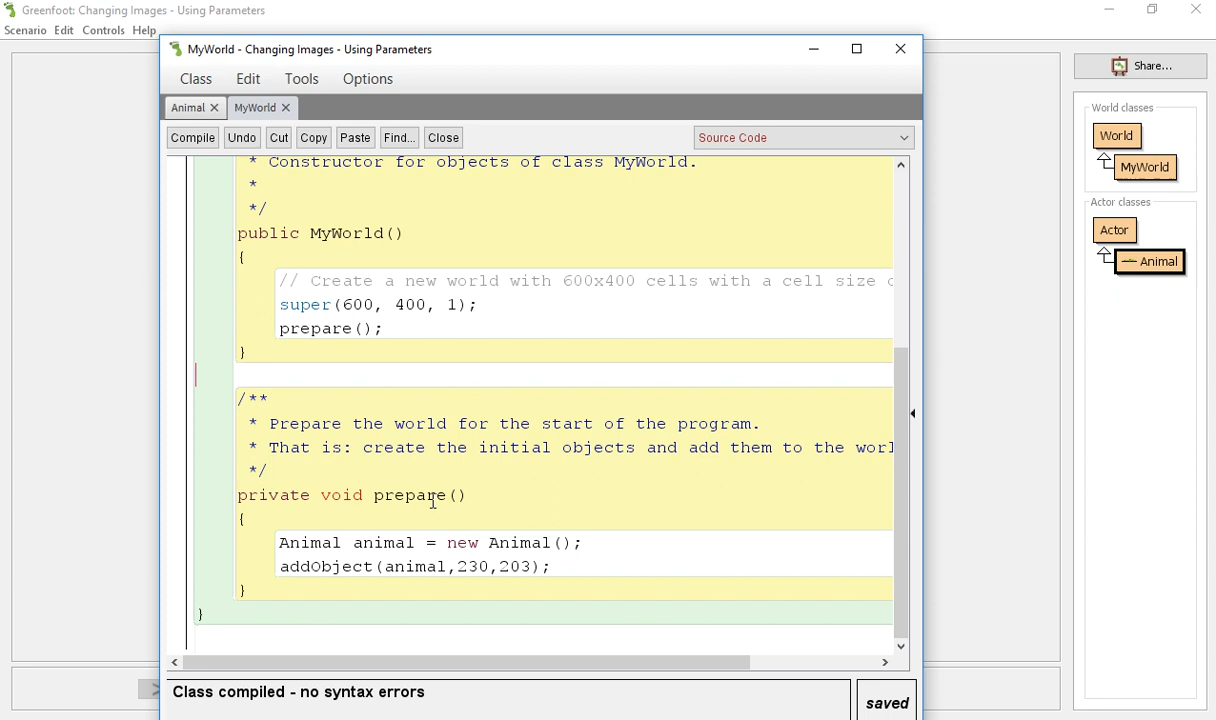 Greenfoot: Changing Images - Using Parameters
Scenario Edit Controls Help
MyWorld - Changing Images - Using Parameters
Class Edit Tools Options
Animal MyWorld
Compile Undo Cut Copy Paste Find... Close Source Code
* Constructor for objects of class MyWorld.
*
*/
public MyWorld()
{
// Create a new world with 600x400 cells with a cell size
super(600, 400, 1);
prepare();
}
/**
* Prepare the world for the start of the program.
* That is: create the initial objects and add them to the worl
*/
private void prepare()
{
Animal animal = new Animal();
addObject(animal,230,203);
}
}
Class compiled - no syntax errors
saved
Share...
World classes
World
MyWorld
Actor classes
Actor
Animal